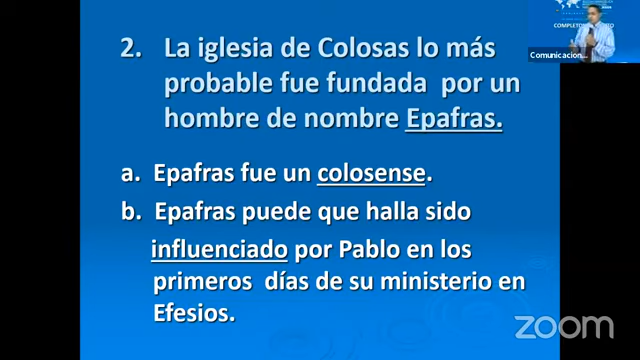 COMPLET
Comunicacion...
2. La iglesia de Colosas lo más
probable fue fundada por un
hombre de nombre Epafras.
a. Epafras fue un colosense.
b. Epafras puede que halla sido
influenciado por Pablo en los
primeros días de su ministerio en
Efesios.
zoom